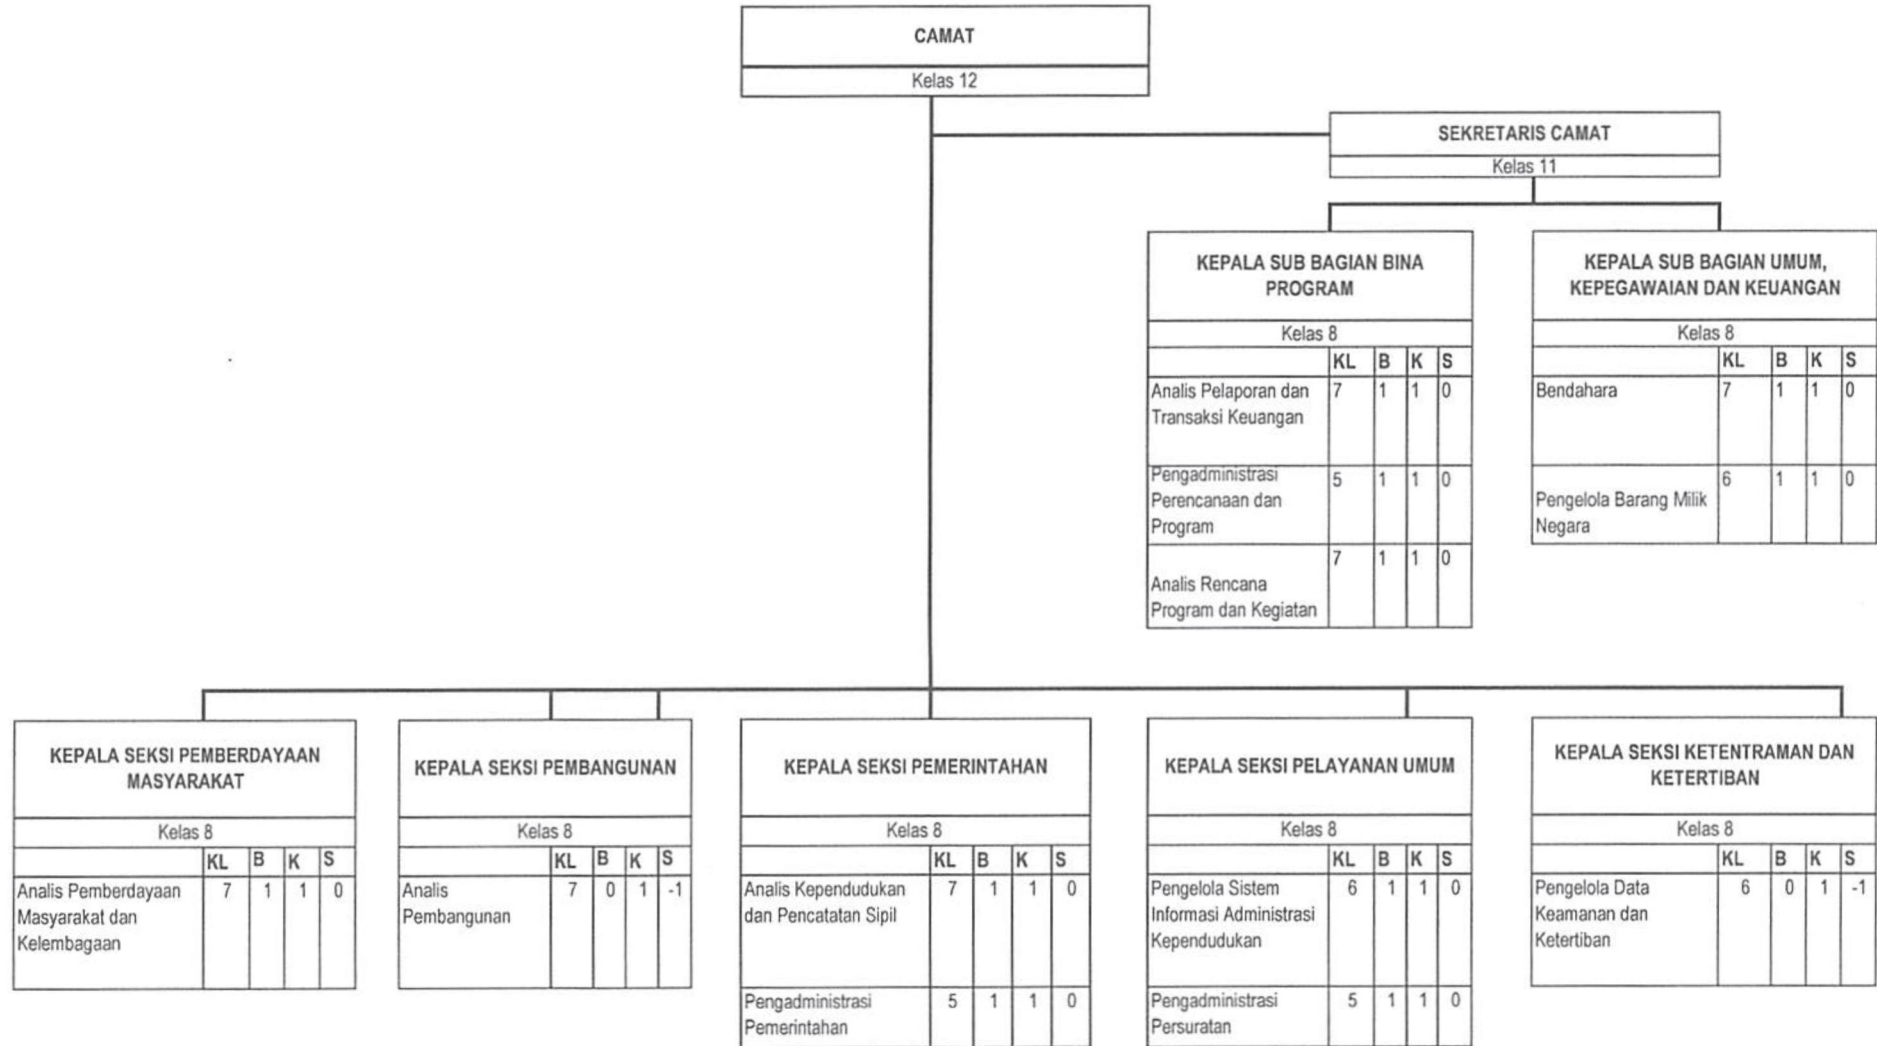 CAMAT
Kelas 12
SEKRETARIS CAMAT
Kelas 11
KEPALA SUB BAGIAN BINA
PROGRAM
Kelas 8
KL B K S
Analis Pelaporan dan 7 1 1 0
Transaksi Keuangan
Pengadministrasi 5 1 1 0
Perencanaan dan
Program
7 1 1 0
Analis Rencana
Program dan Kegiatan
KEPALA SUB BAGIAN UMUM,
KEPEGAWAIAN DAN KEUANGAN
Kelas 8
KL B K S
Bendahara 7 1 1 0
6 1 1 0
Pengelola Barang Milik
Negara
KEPALA SEKSI PEMBERDAYAAN
MASYARAKAT
Kelas 8
KL B K S
Analis Pemberdayaan 7 1 1 0
Masyarakat dan
Kelembagaan
KEPALA SEKSI PEMBANGUNAN
Kelas 8
KL B K S
Analis 7 0 1 -1
Pembangunan
KEPALA SEKSI PEMERINTAHAN
Kelas 8
KL B K S
Analis Kependudukan 7 1 1 0
dan Pencatatan Sipil
Pengadministrasi 5 1 1 0
Pemerintahan
KEPALA SEKSI PELAYANAN UMUM
Kelas 8
KL B K S
Pengelola Sistem 6 1 1 0
Informasi Administrasi
Kependudukan
Pengadministrasi 5 1 1 0
Persuratan
KEPALA SEKSI KETENTRAMAN DAN
KETERTIBAN
Kelas 8
KL B K S
Pengelola Data 6 0 1 -1
Keamanan dan
Ketertiban